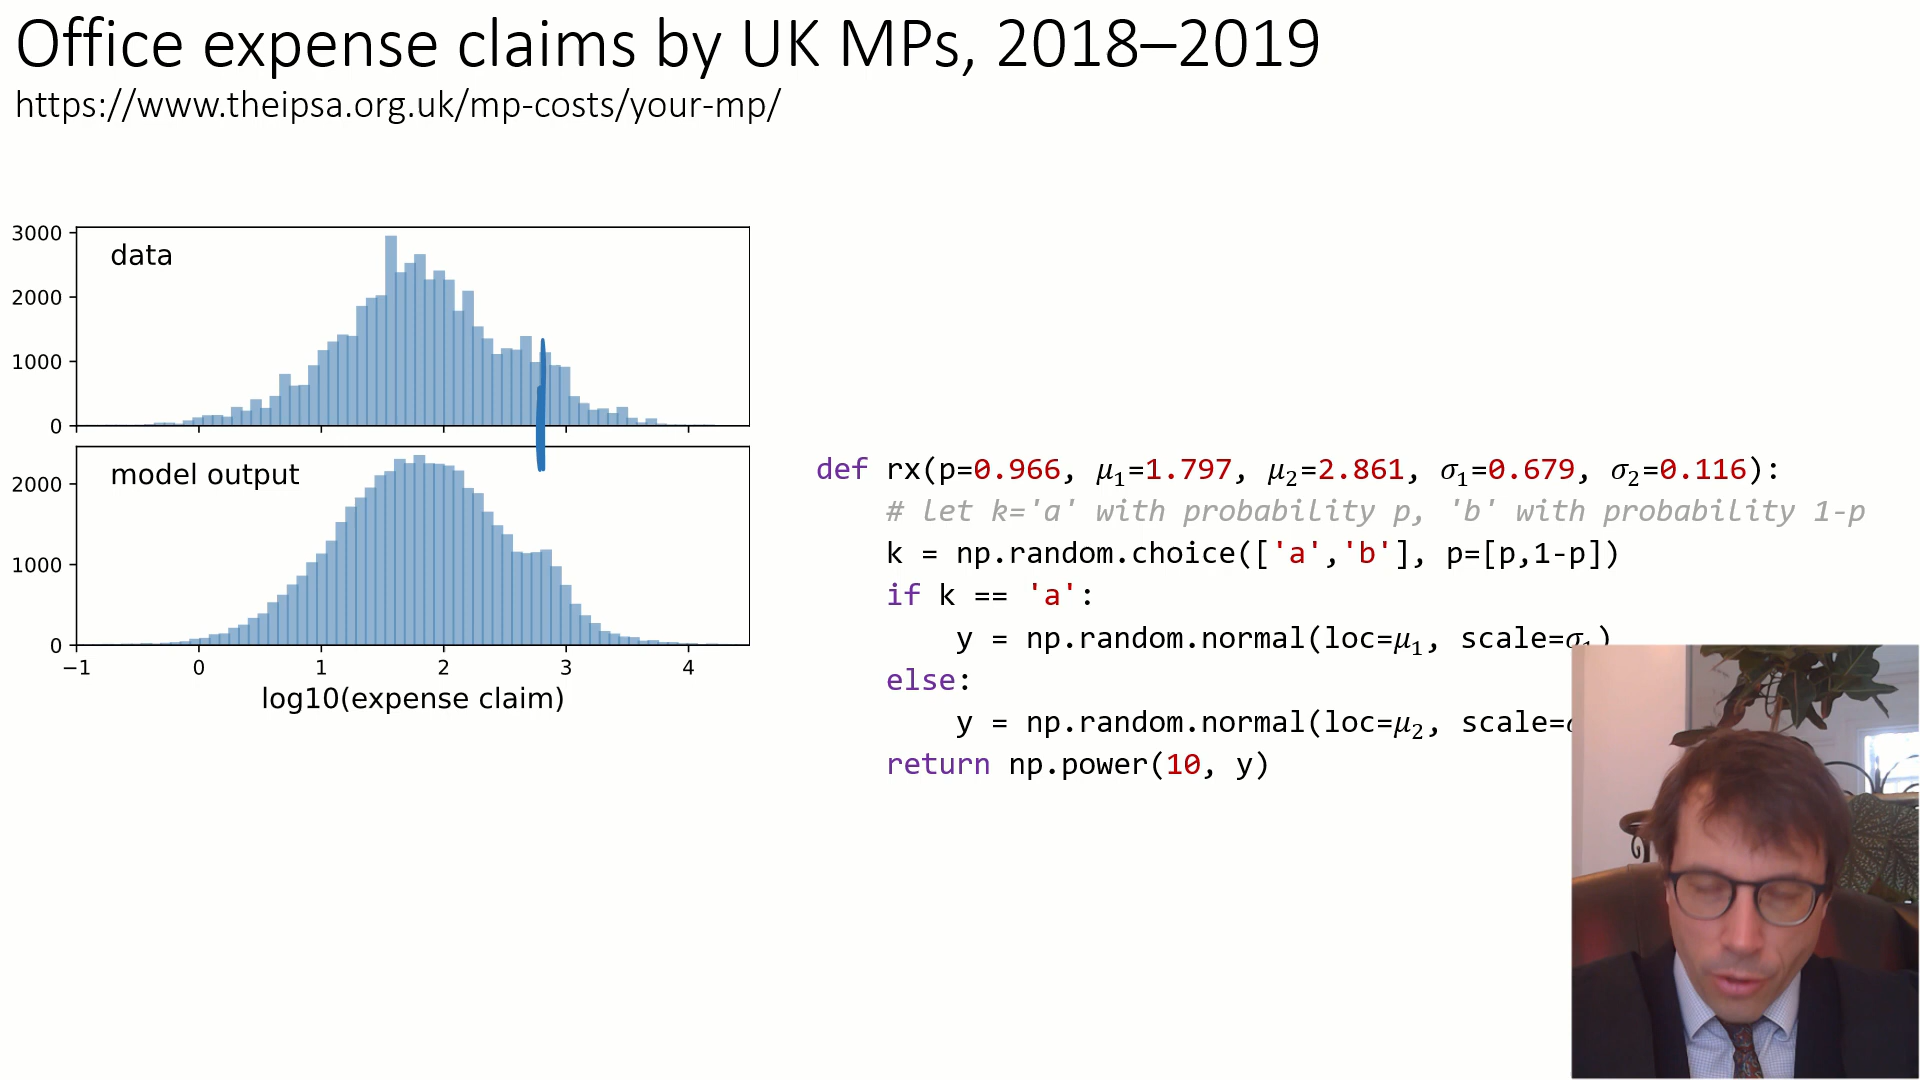 Office expense claims by UK MPs, 2018–2019
https://www.theipsa.org.uk/mp-costs/your-mp/
3000
data
2000
1000
0
model output
2000
1000
0
−1 0 1 2 3 4
log10(expense claim)
def rx(p=0.966, μ₁=1.797, μ₂=2.861, σ₁=0.679, σ₂=0.116):
# let k='a' with probability p, 'b' with probability 1-p
k = np.random.choice(['a','b'], p=[p,1-p])
if k == 'a':
y = np.random.normal(loc=μ₁, scale=σ₁)
else:
y = np.random.normal(loc=μ₂, scale=
return np.power(10, y)